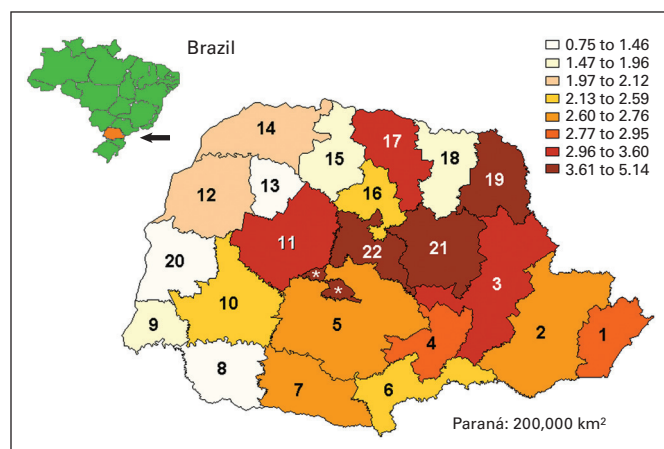 Brazil
0.75 to 1.46
1.47 to 1.96
1.97 to 2.12
2.13 to 2.59
2.60 to 2.76
2.77 to 2.95
2.96 to 3.60
3.61 to 5.14
14
15
17
18
13
16
19
12
11
22
21
20
*
*
3
10
9
5
4
2
1
8
7
6
Paraná: 200,000 km²